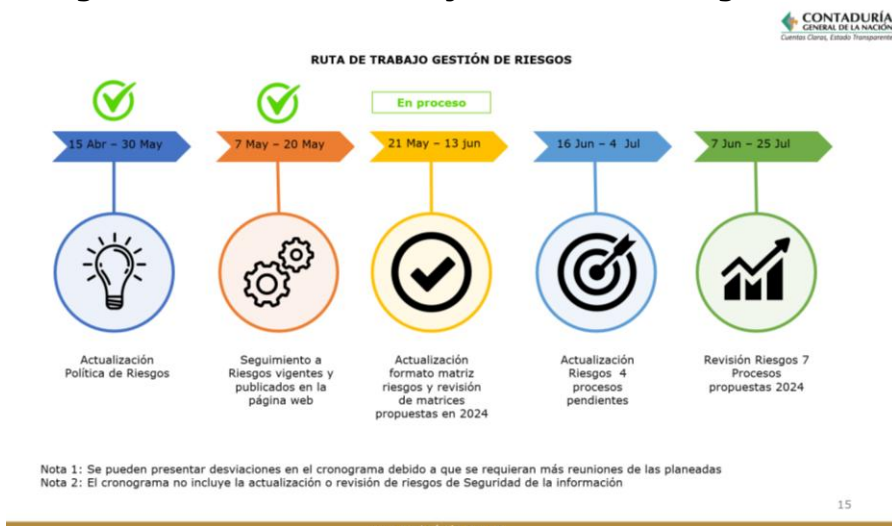 CONTADURÍA
GENERAL DE LA NACIÓN
Cuentas Claras, Estado Transparente
RUTA DE TRABAJO GESTIÓN DE RIESGOS
En proceso
15 Abr – 30 May
7 May – 20 May
21 May – 13 jun
16 Jun – 4 Jul
7 Jun – 25 Jul
Actualización
Política de Riesgos
Seguimiento a
Riesgos vigentes y
publicados en la
página web
Actualización
formato matriz
riesgos y revisión
de matrices
propuestas en 2024
Actualización
Riesgos 4
procesos
pendientes
Revisión Riesgos 7
Procesos
propuestas 2024
Nota 1: Se pueden presentar desviaciones en el cronograma debido a que se requieran más reuniones de las planeadas
Nota 2: El cronograma no incluye la actualización o revisión de riesgos de Seguridad de la información
15